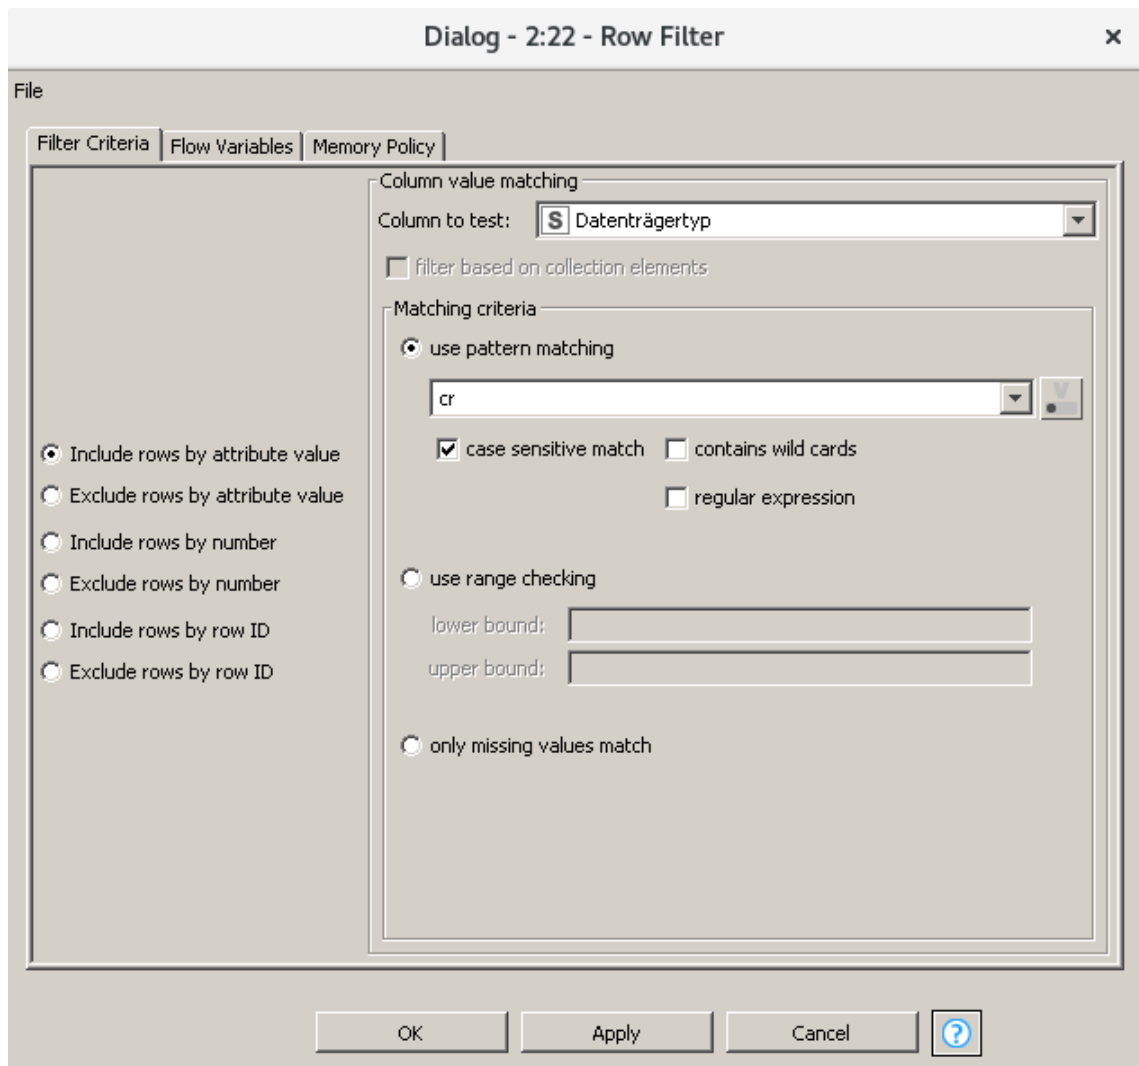 Dialog - 2:22 - Row Filter
×
File
Filter Criteria Flow Variables Memory Policy
Column value matching
Column to test: S Datenträgertyp
filter based on collection elements
Matching criteria
use pattern matching
cr
V
case sensitive match contains wild cards
regular expression
Include rows by attribute value
Exclude rows by attribute value
Include rows by number
Exclude rows by number
Include rows by row ID
Exclude rows by row ID
use range checking
lower bound:
upper bound:
only missing values match
OK Apply Cancel ?